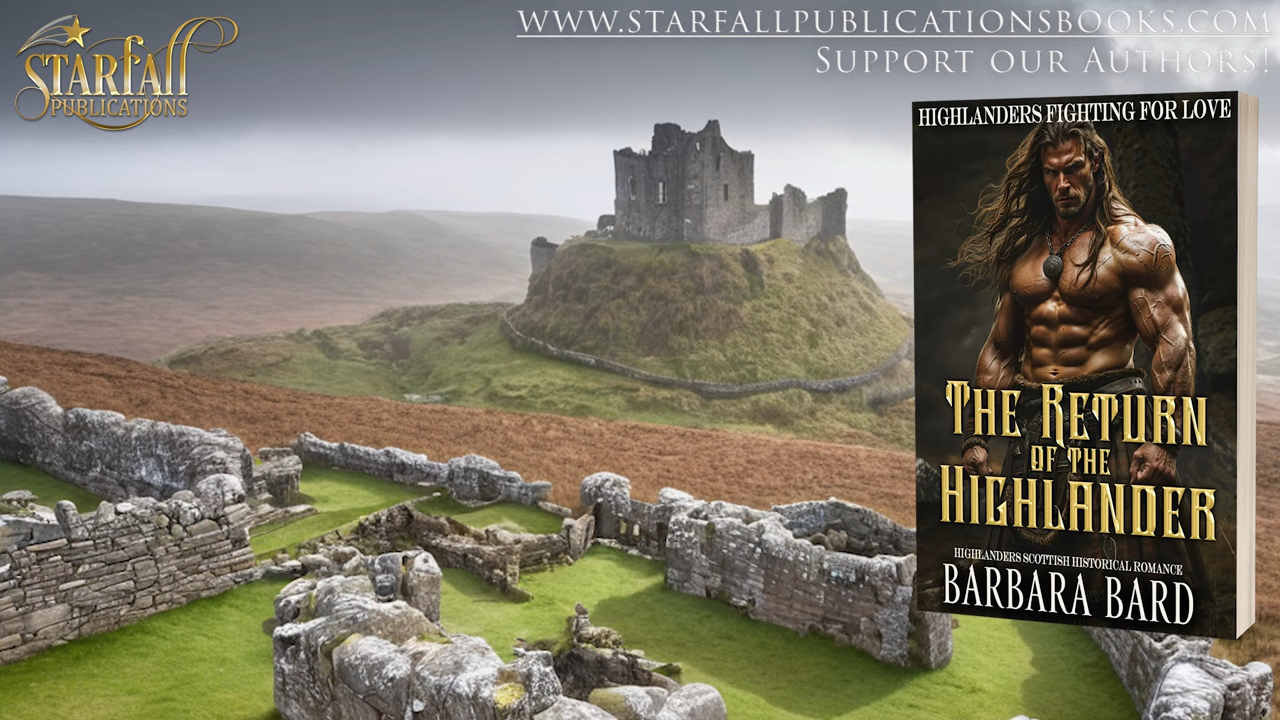 STARfall
PUBLICATIONS
WWW.STARFALLPUBLICATIONSBOOKS.COM
SUPPORT OUR AUTHORS!
HIGHLANDERS FIGHTING FOR LOVE
THE RETURN
OF THE
HIGHLANDER
HIGHLANDERS SCOTTISH HISTORICAL ROMANCE
BARBARA BARD